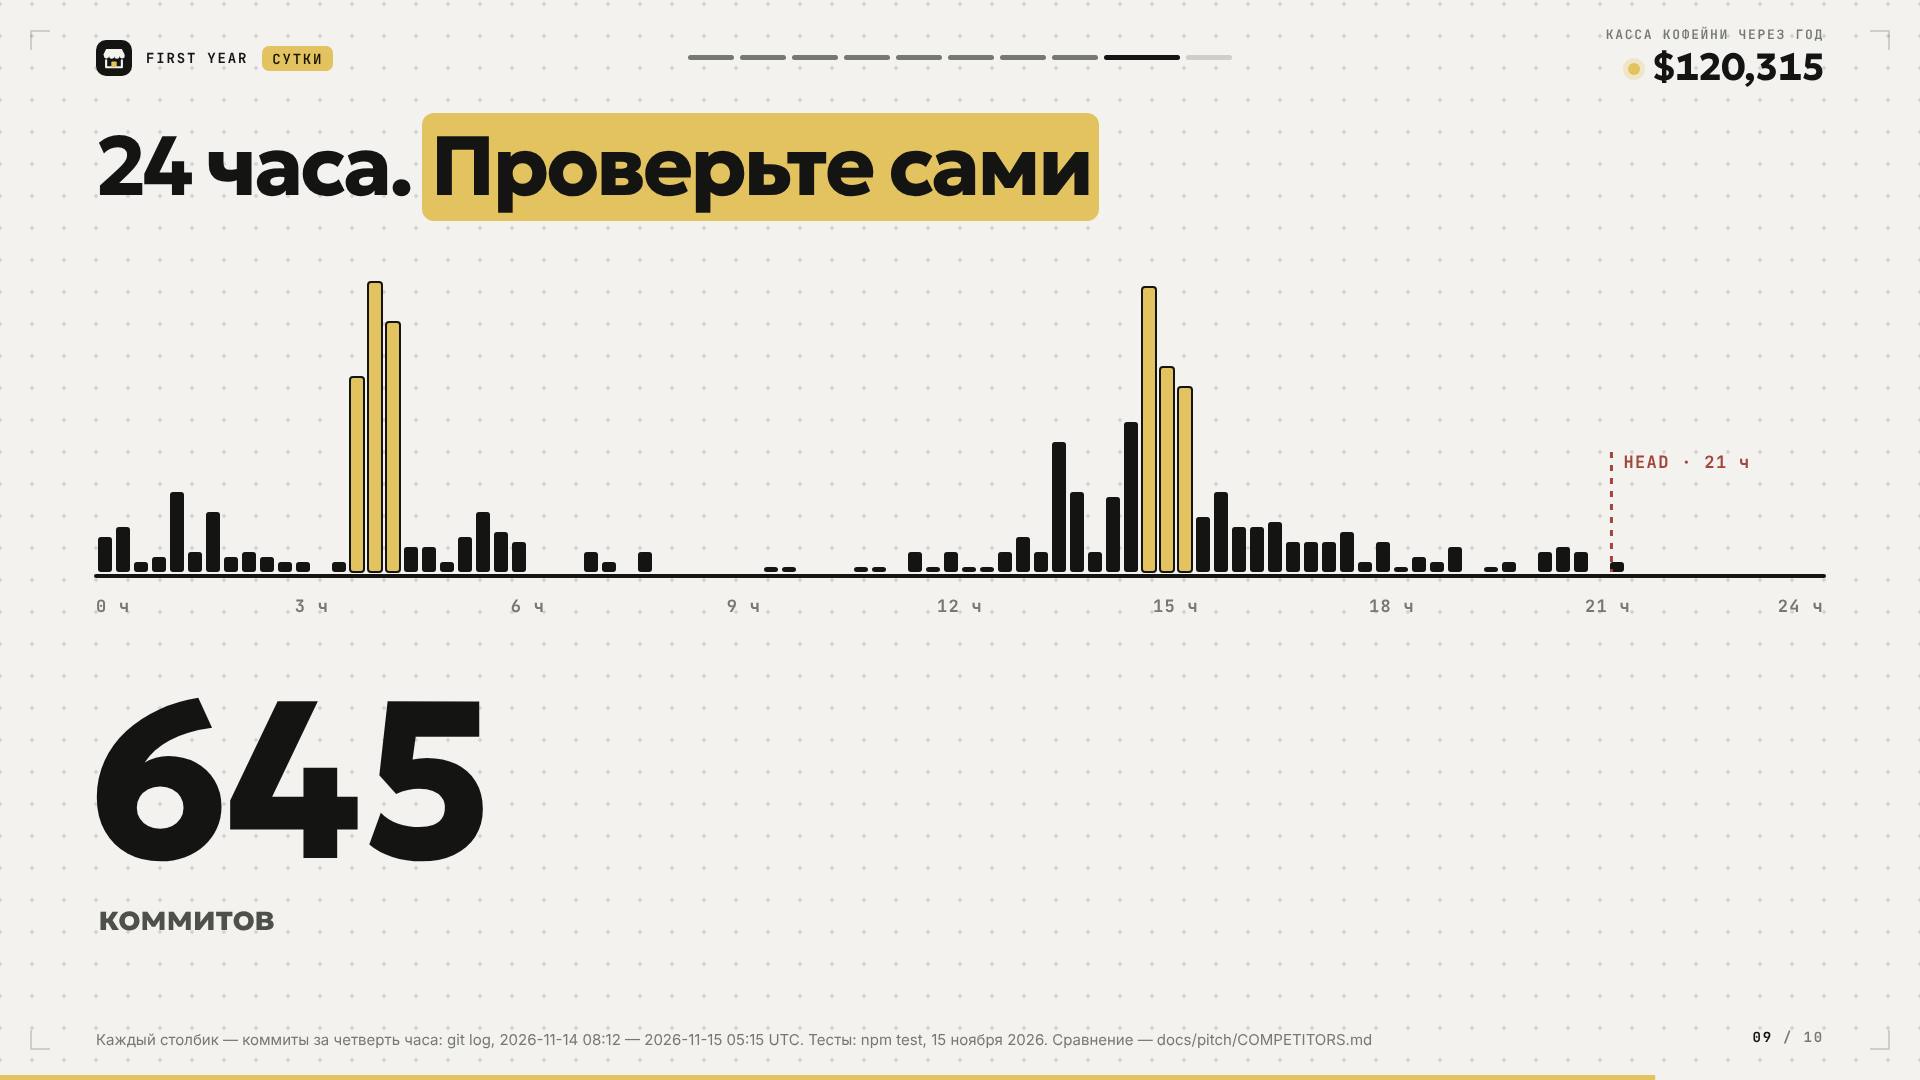 FIRST YEAR СУТКИ
КАССА КОФЕЙНИ ЧЕРЕЗ ГОД
$120,315
24 часа. Проверьте сами
HEAD · 21 ч
0 ч 3 ч 6 ч 9 ч 12 ч 15 ч 18 ч 21 ч 24 ч
645
коммитов
Каждый столбик — коммиты за четверть часа: git log, 2026-11-14 08:12 — 2026-11-15 05:15 UTC. Тесты: npm test, 15 ноября 2026. Сравнение — docs/pitch/COMPETITORS.md
09 / 10